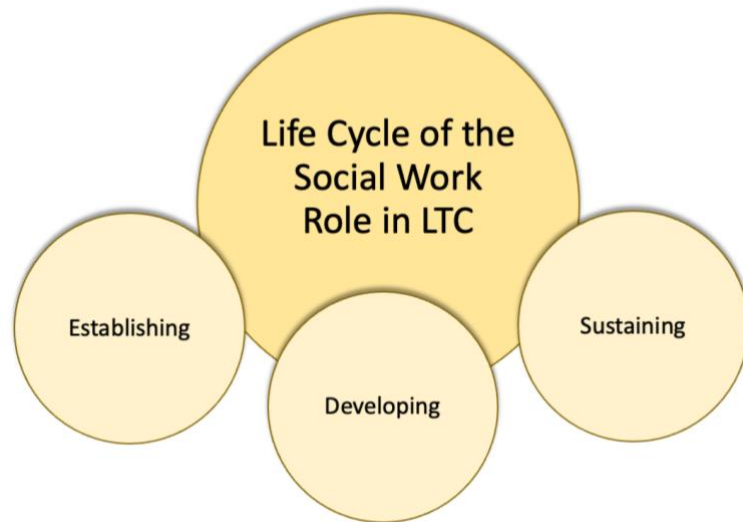 Life Cycle of the
Social Work
Role in LTC
Establishing
Developing
Sustaining